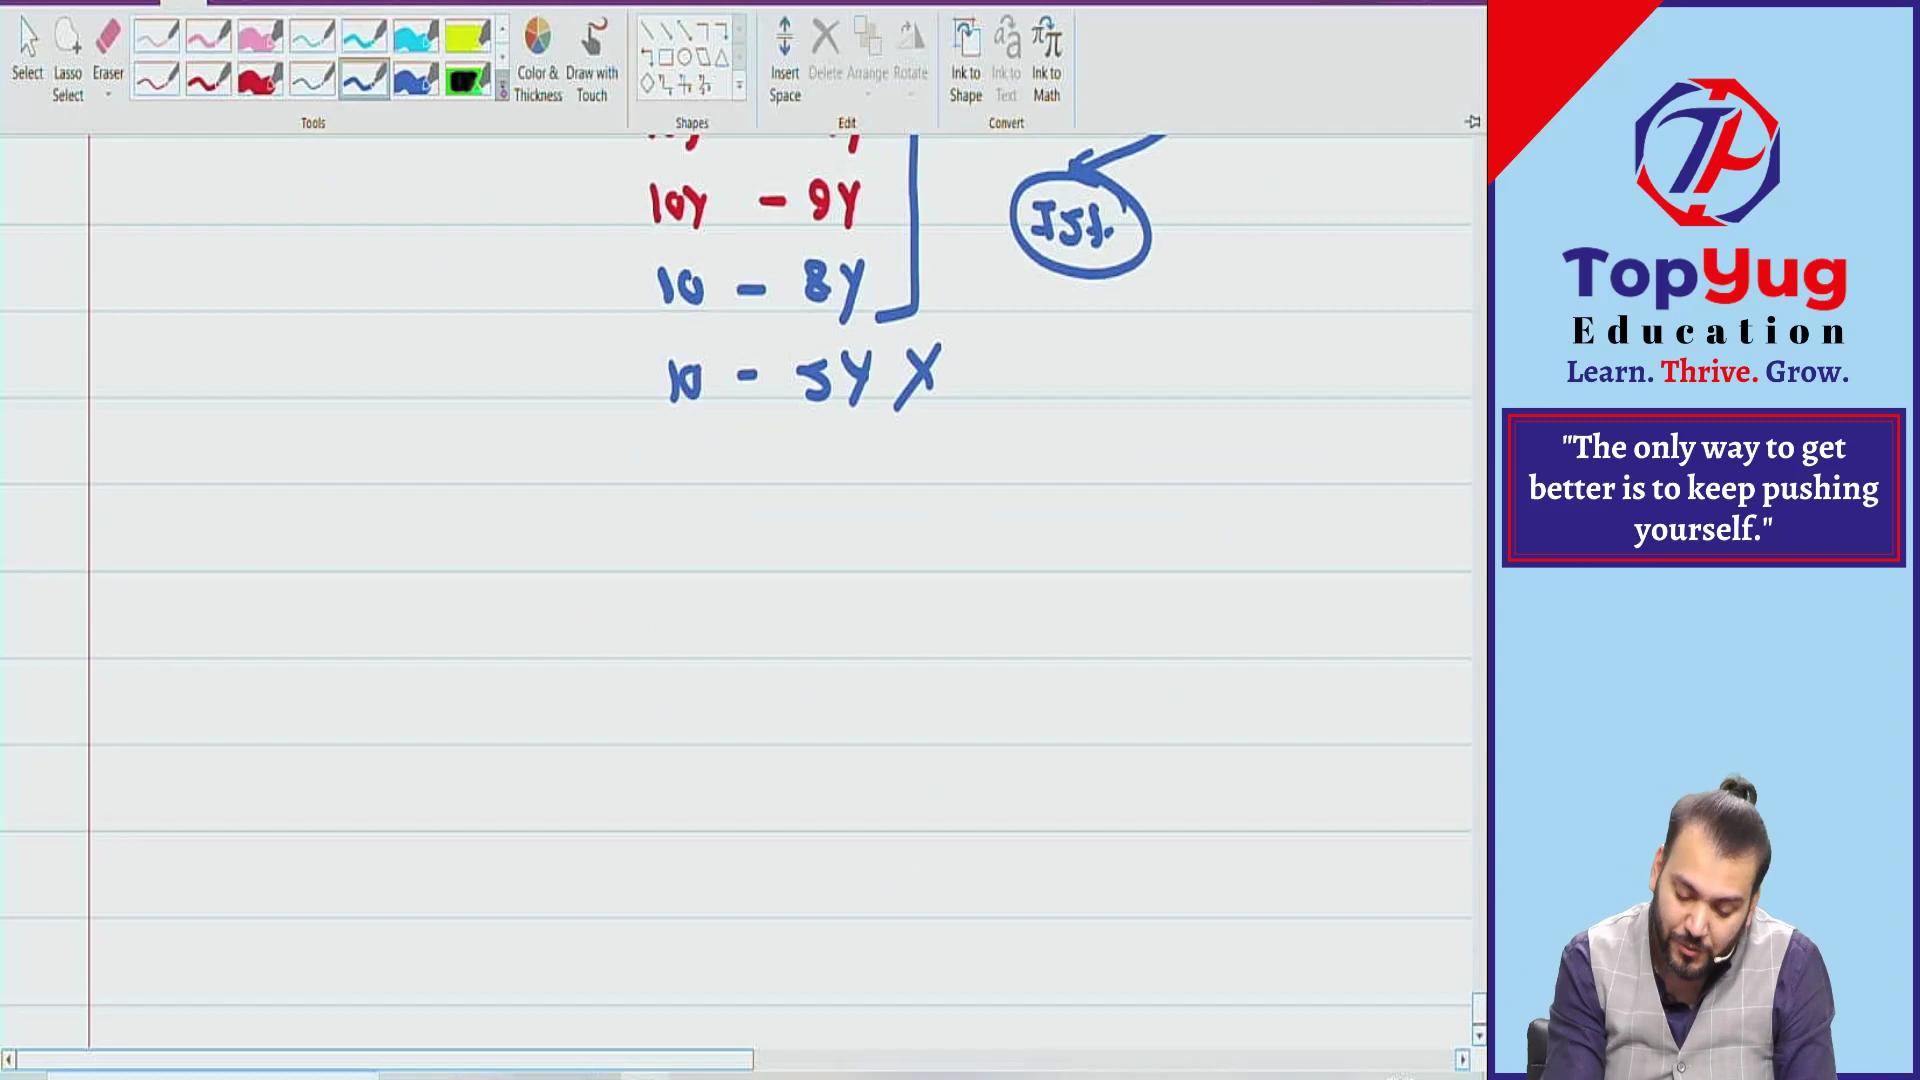 Select
Lasso
Select
Eraser
Color &
Thickness
Draw with
Touch
Insert
Space
Delete
Arrange
Rotate
Ink to
Shape
Ink to
Text
Ink to
Math
Tools
Shapes
Edit
Convert
10Y - 9Y
10 - 8Y
10 - 5Y X
TopYug
Education
Learn. Thrive. Grow.
"The only way to get
better is to keep pushing
yourself."